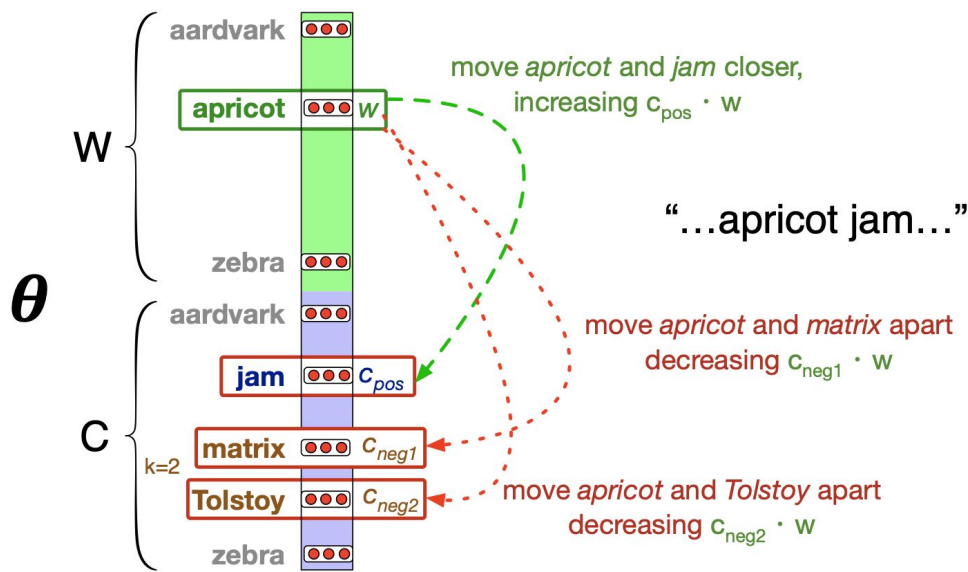 aardvark
move apricot and jam closer,
increasing c_pos · w
apricot w
W
“...apricot jam...”
zebra
θ
aardvark
move apricot and matrix apart
decreasing c_neg1 · w
jam c_pos
C
matrix c_neg1
k=2
Tolstoy c_neg2
move apricot and Tolstoy apart
decreasing c_neg2 · w
zebra